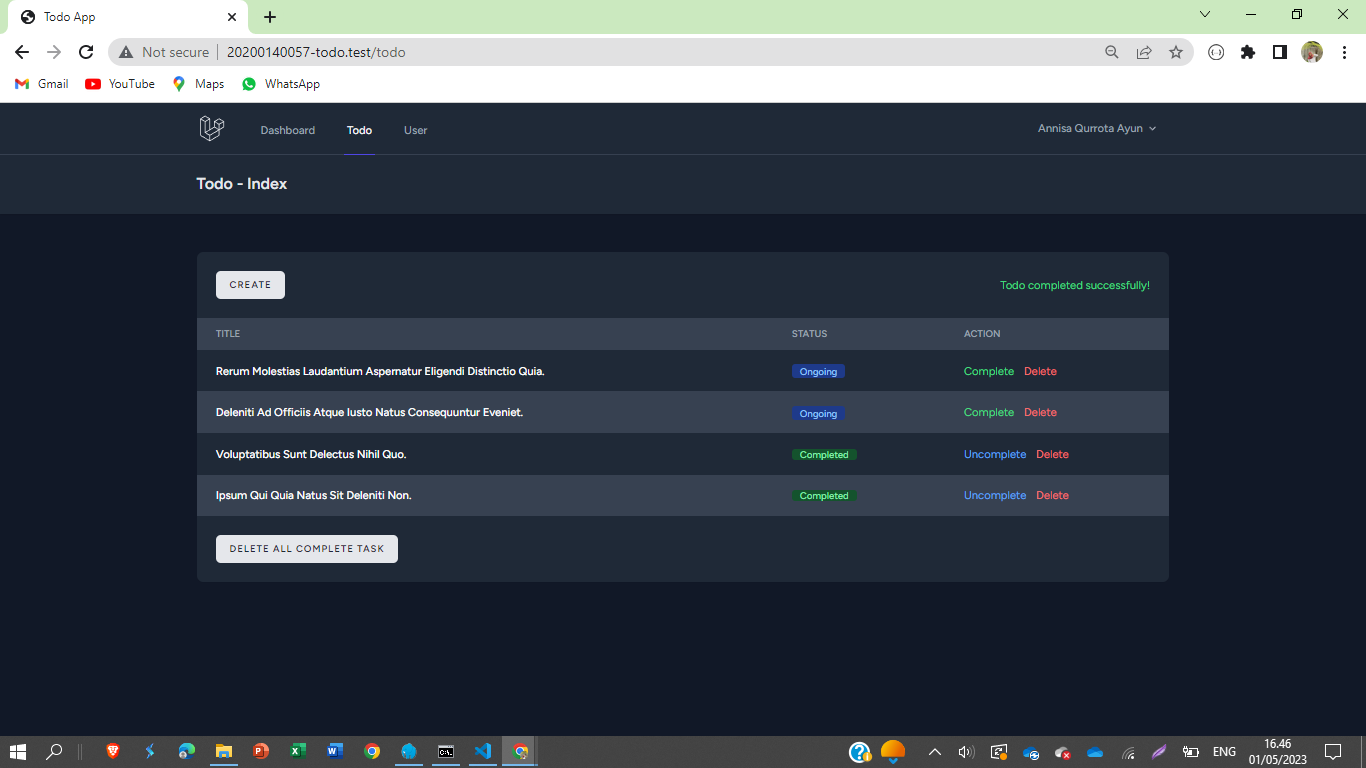 Todo App
Not secure 20200140057-todo.test/todo
Gmail YouTube Maps WhatsApp
Dashboard Todo User Annisa Qurrota Ayun
Todo - Index
CREATE Todo completed successfully!
TITLE STATUS ACTION
Rerum Molestias Laudantium Aspernatur Eligendi Distinctio Quia. Ongoing Complete Delete
Deleniti Ad Officiis Atque Iusto Natus Consequuntur Eveniet. Ongoing Complete Delete
Voluptatibus Sunt Delectus Nihil Quo. Completed Uncomplete Delete
Ipsum Qui Quia Natus Sit Deleniti Non. Completed Uncomplete Delete
DELETE ALL COMPLETE TASK
ENG 16.46
01/05/2023